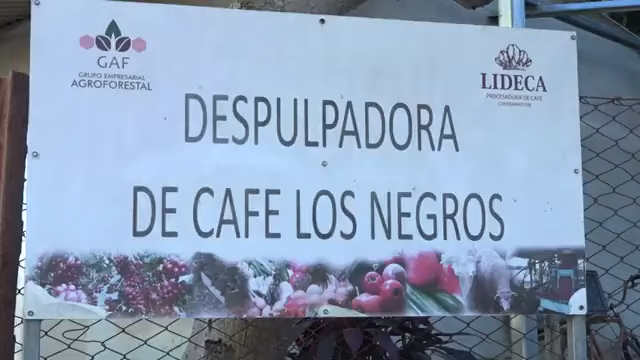 GAF
GRUPO EMPRESARIAL
AGROFORESTAL
LIDECA
PROCESADORA DE CAFE
DESPULPADORA
DE CAFE LOS NEGROS